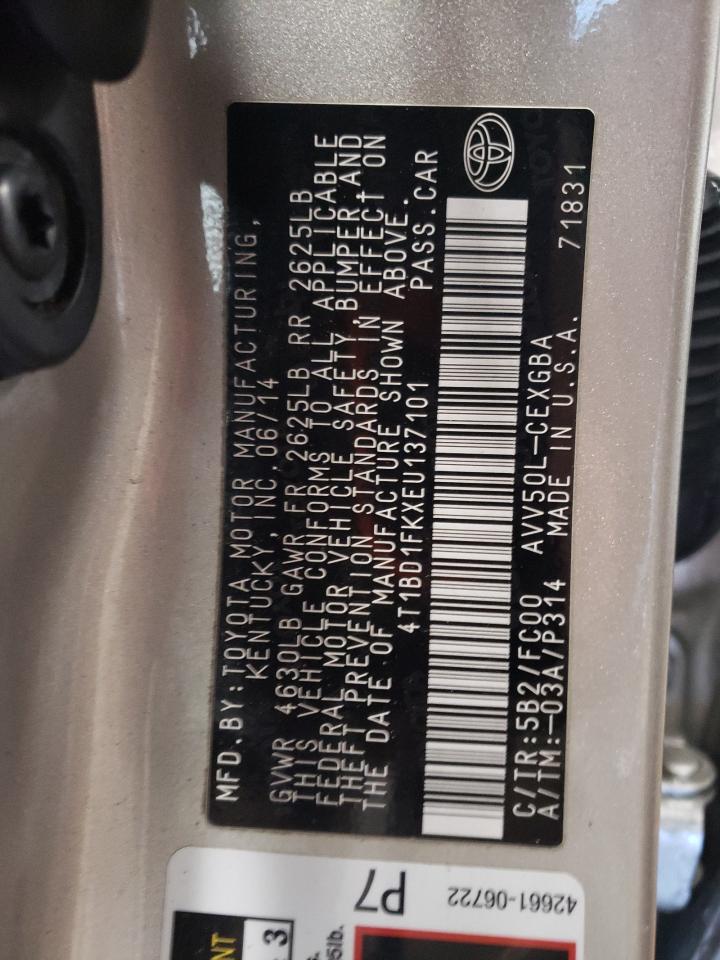 MFD.BY:TOYOTA MOTOR MANUFACTURING,
KENTUCKY, INC. 06/14
GVWR 4630LB GAWR FR 2625LB RR 2625LB
THIS VEHICLE CONFORMS TO ALL APPLICABLE
FEDERAL MOTOR VEHICLE SAFETY, BUMPER AND
THEFT PREVENTION STANDARDS IN EFFECT ON
THE DATE OF MANUFACTURE SHOWN ABOVE.
4T1BD1FKXEU137101 PASS.CAR
C/TR:5B2/FC00 AVV50L-CEXGBA
A/TM:-03A/P314 MADE IN U.S.A. 71831
P7
42661-06722